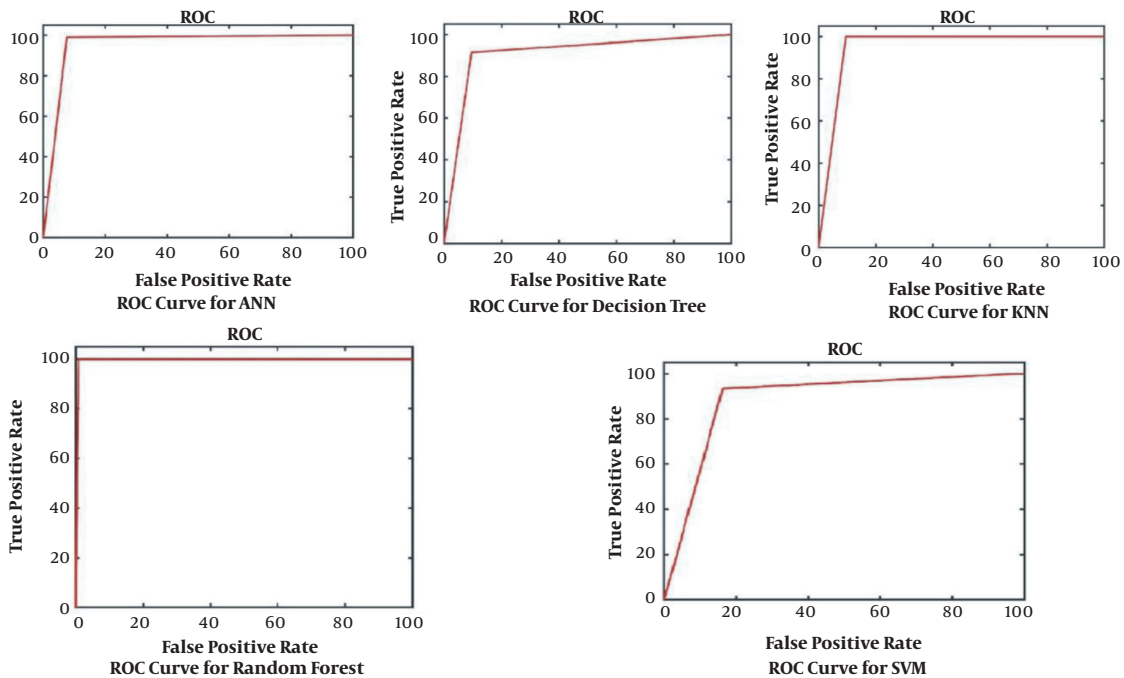 ROC
100
80
60
40
20
0
0 20 40 60 80 100
False Positive Rate
ROC Curve for ANN
ROC
True Positive Rate
100
80
60
40
20
0
0 20 40 60 80 100
False Positive Rate
ROC Curve for Decision Tree
ROC
True Positive Rate
100
80
60
40
20
0
0 20 40 60 80 100
False Positive Rate
ROC Curve for KNN
ROC
True Positive Rate
100
80
60
40
20
0
0 20 40 60 80 100
False Positive Rate
ROC Curve for Random Forest
ROC
True Positive Rate
100
80
60
40
20
0
0 20 40 60 80 100
False Positive Rate
ROC Curve for SVM